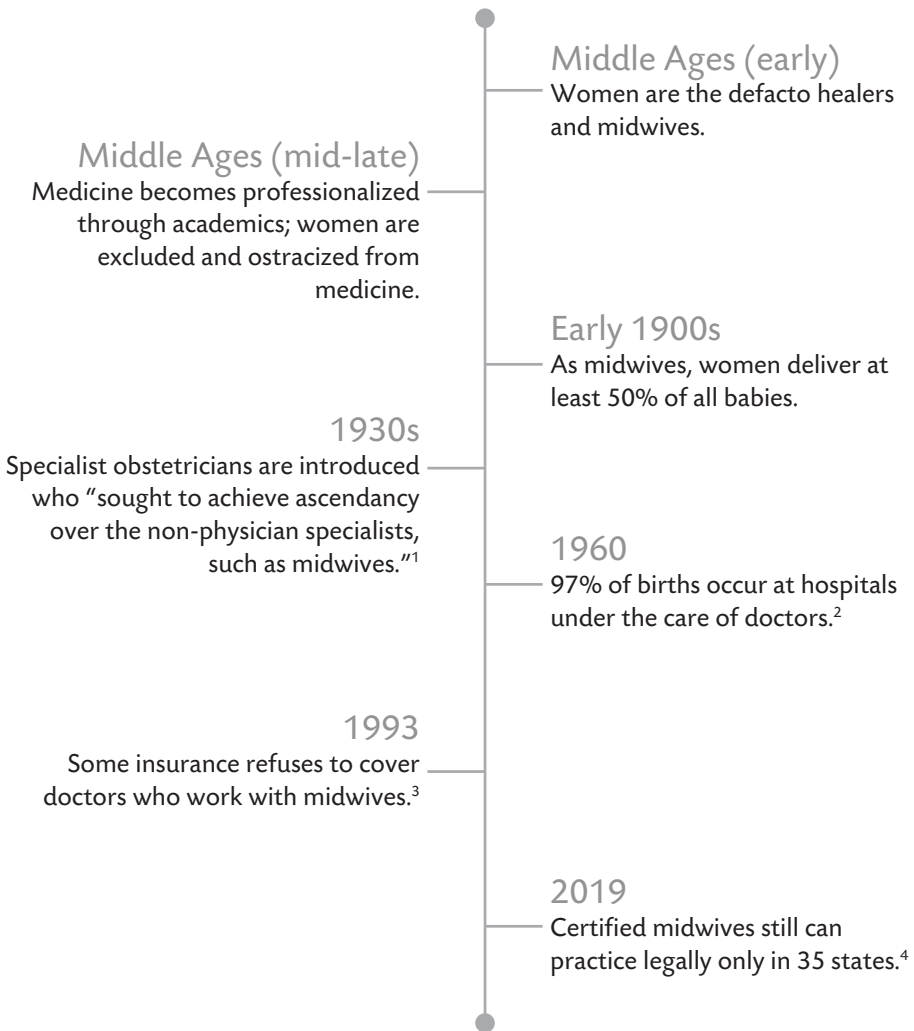 Middle Ages (early)
Women are the defacto healers
and midwives.
Middle Ages (mid-late)
Medicine becomes professionalized
through academics; women are
excluded and ostracized from
medicine.
Early 1900s
As midwives, women deliver at
least 50% of all babies.
1930s
Specialist obstetricians are introduced
who “sought to achieve ascendancy
over the non-physician specialists,
such as midwives.”¹
1960
97% of births occur at hospitals
under the care of doctors.²
1993
Some insurance refuses to cover
doctors who work with midwives.³
2019
Certified midwives still can
practice legally only in 35 states.⁴